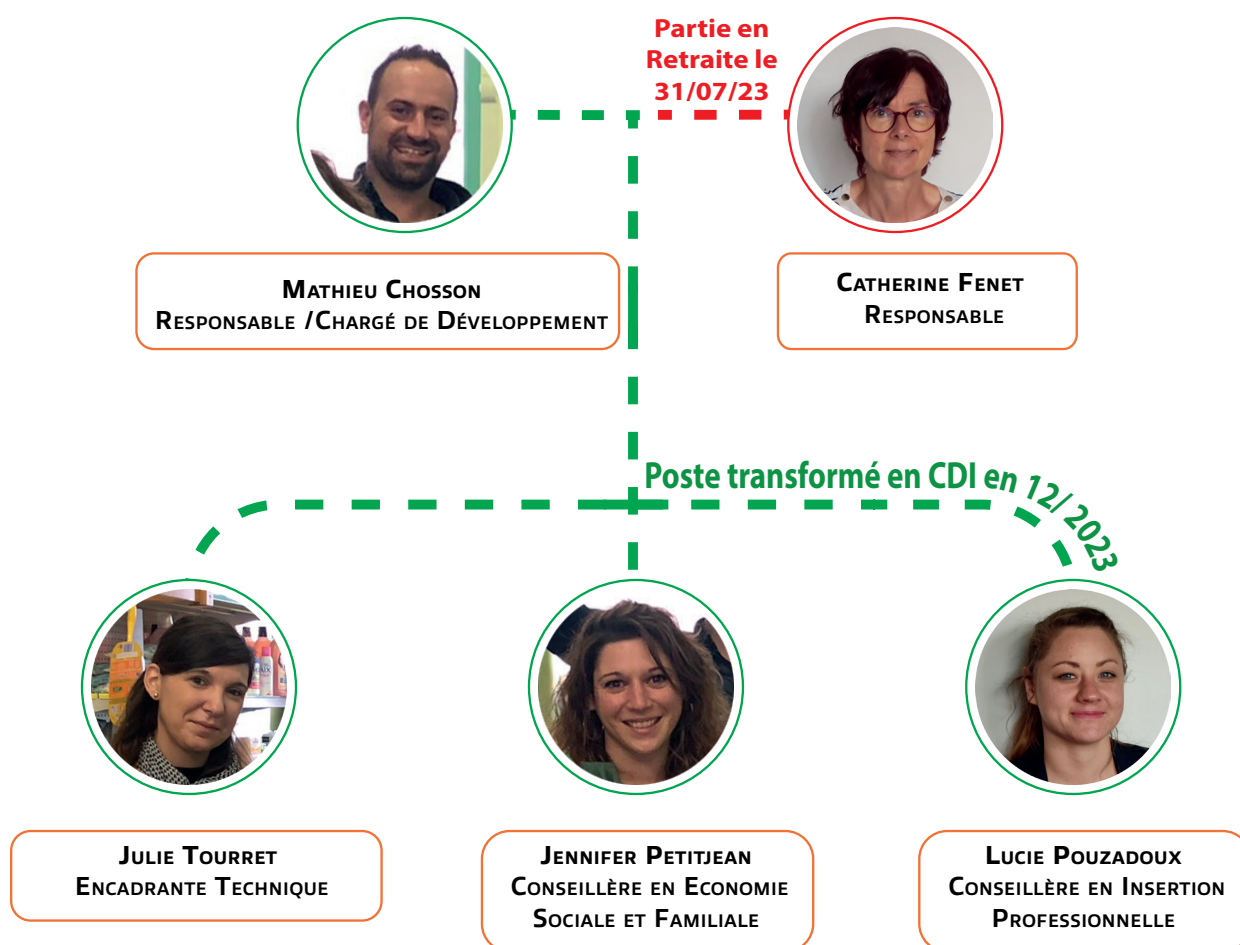 Partie en
Retraite le
31/07/23
Mathieu Chosson
Responsable /Chargé de Développement
Catherine Fenet
Responsable
Poste transformé en CDI en 12/ 2023
Julie Tourret
Encadrante Technique
Jennifer Petitjean
Conseillère en Economie
Sociale et Familiale
Lucie Pouzadoux
Conseillère en Insertion
Professionnelle